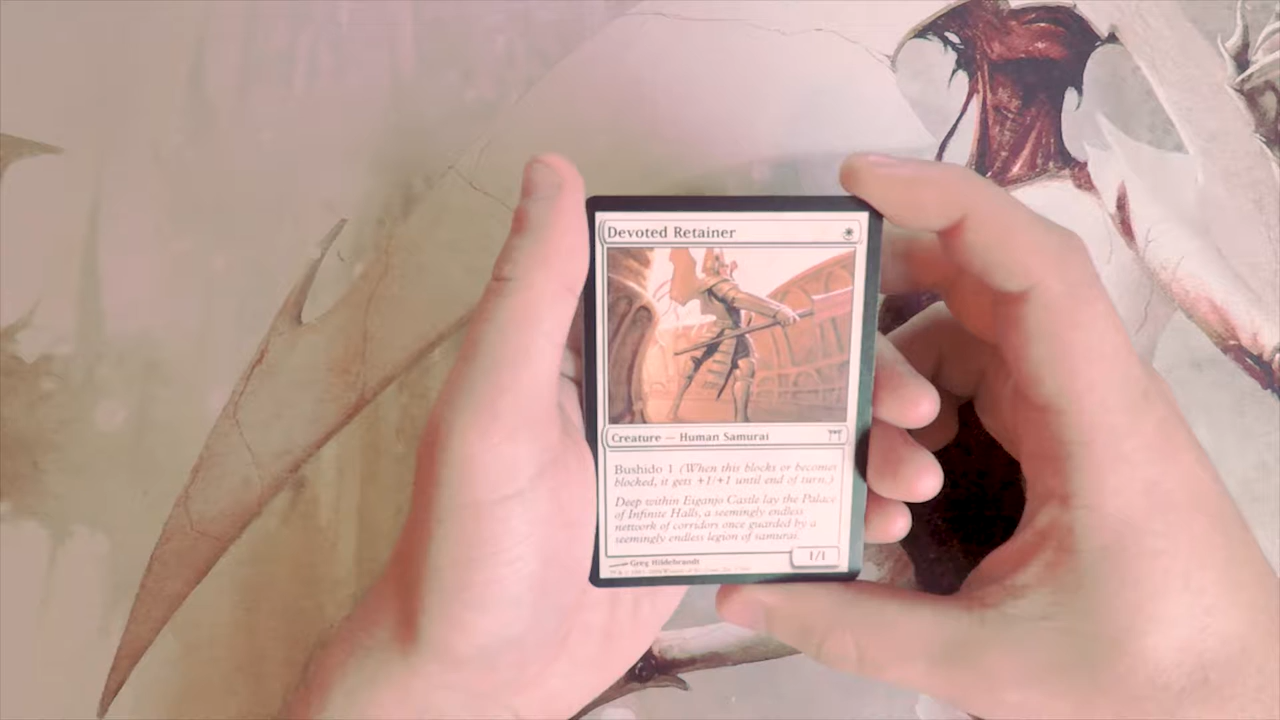 Devoted Retainer
Creature — Human Samurai
Bushido 1 (When this blocks or becomes
blocked, it gets +1/+1 until end of turn.)
Deep within Eiganjo Castle lay the Palace
of Infinite Halls, a seemingly endless
network of corridors once guarded by a
seemingly endless legion of samurai.
1/1
Greg Hildebrandt